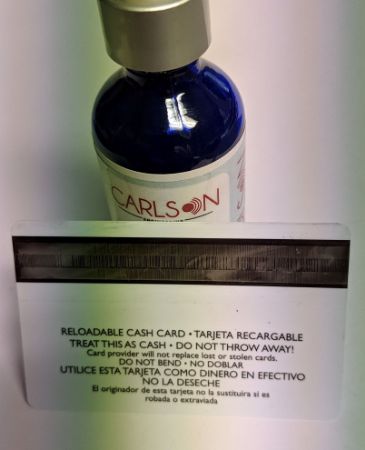 CARLSON
RELOADABLE CASH CARD • TARJETA RECARGABLE
TREAT THIS AS CASH • DO NOT THROW AWAY!
Card provider will not replace lost or stolen cards.
DO NOT BEND • NO DOBLAR
UTILICE ESTA TARJETA COMO DINERO EN EFECTIVO
NO LA DESECHE
El originador de esta tarjeta no la sustituira si es
robada o extraviada